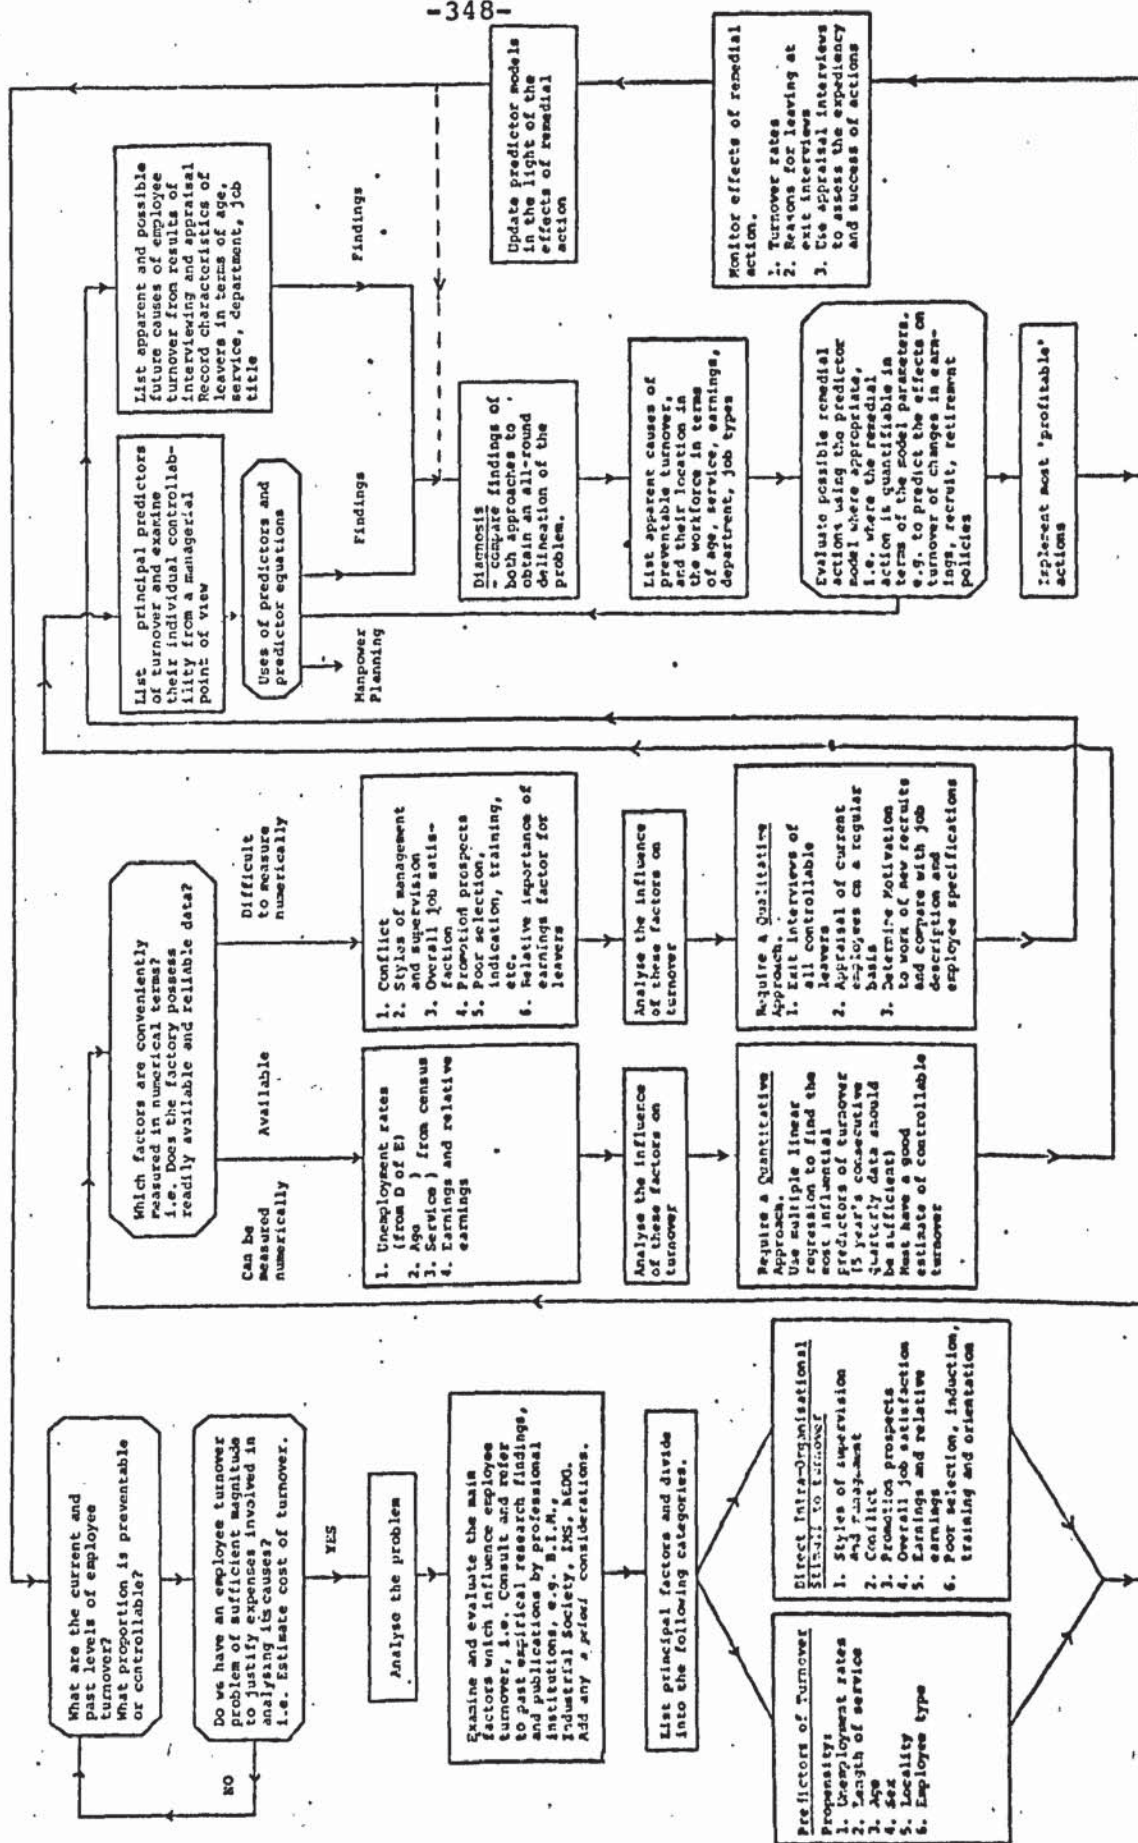 -348-
What are the current and
past levels of employee
turnover?
What proportion is preventable
or controllable?
Do we have an employee turnover
problem of sufficient magnitude
to justify expenses involved in
analysing its causes?
i.e. Estimate cost of turnover.
NO
YES
Analyse the problem
Examine and evaluate the main
factors which influence employee
turnover, i.e. Consult and refer
to past empirical research findings,
and publications by professional
institutions, e.g. B.I.M.,
Industrial Society, IMS,
Add any a priori considerations.
List principal factors and divide
into the following categories.
Predictors of Turnover
Propensity:
1. Unemployment rates
2. Length of service
3. Age
4. Sex
5. Locality
6. Employee type
Direct Intra-Organisational
Stimuli to turnover
1. Styles of supervision
and management
2. Conflict
3. Promotion prospects
4. Overall job satisfaction
5. Earnings and relative
earnings
6. Poor selection, induction,
training and orientation
Which factors are conveniently
measured in numerical terms?
i.e. Does the factory possess
readily available and reliable data?
Can be
measured
numerically
Available
Difficult
to measure
numerically
1. Unemployment rates
(from D of E)
2. Age )
3. Service ) from census
4. Earnings and relative
earnings
1. Conflict
2. Styles of management
and supervision
3. Overall job satis-
faction
4. Promotion prospects
5. Poor selection,
indication, training,
etc.
6. Relative importance of
earnings factor for
leavers
Analyse the influence
of these factors on
turnover
Analyse the influence
of these factors on
turnover
Require a Quantitative
Approach.
Use multiple linear
regression to find the
most influential
predictors of turnover
(5 year's consecutive
quarterly data should
be sufficient)
Must have a good
estimate of controllable
turnover
Require a Qualitative
Approach.
1. Exit interviews of
all controllable
leavers
2. Appraisal of current
employees on a regular
basis
3. Determine Motivation
to work of new recruits
and compare with job
description and
employee specifications
List principal predictors
of turnover and examine
their individual controllab-
ility from a managerial
point of view
List apparent and possible
future causes of employee
turnover from results of
interviewing and appraisal
Record characteristics of
leavers in terms of age,
service, department, job
title
Uses of predictors and
predictor equations
Manpower
Planning
Findings
Findings
Diagnosis
- compare findings of
both approaches to
obtain an all-round
delineation of the
problem.
List apparent causes of
preventable turnover,
and their location in
the workforce in terms
of age, service, earnings,
department, job types
Evaluate possible remedial
actions using the predictor
model where appropriate,
i.e. where the remedial
action is quantifiable in
terms of the model parameters.
e.g. to predict the effects on
turnover of changes in earn-
ings, recruit, retirement
policies
Implement most 'profitable'
actions
Update predictor models
in the light of the
effects of remedial
action
Monitor effects of remedial
action.
1. Turnover rates
2. Reasons for leaving at
exit interviews
3. Use appraisal interviews
to assess the expediency
and success of actions